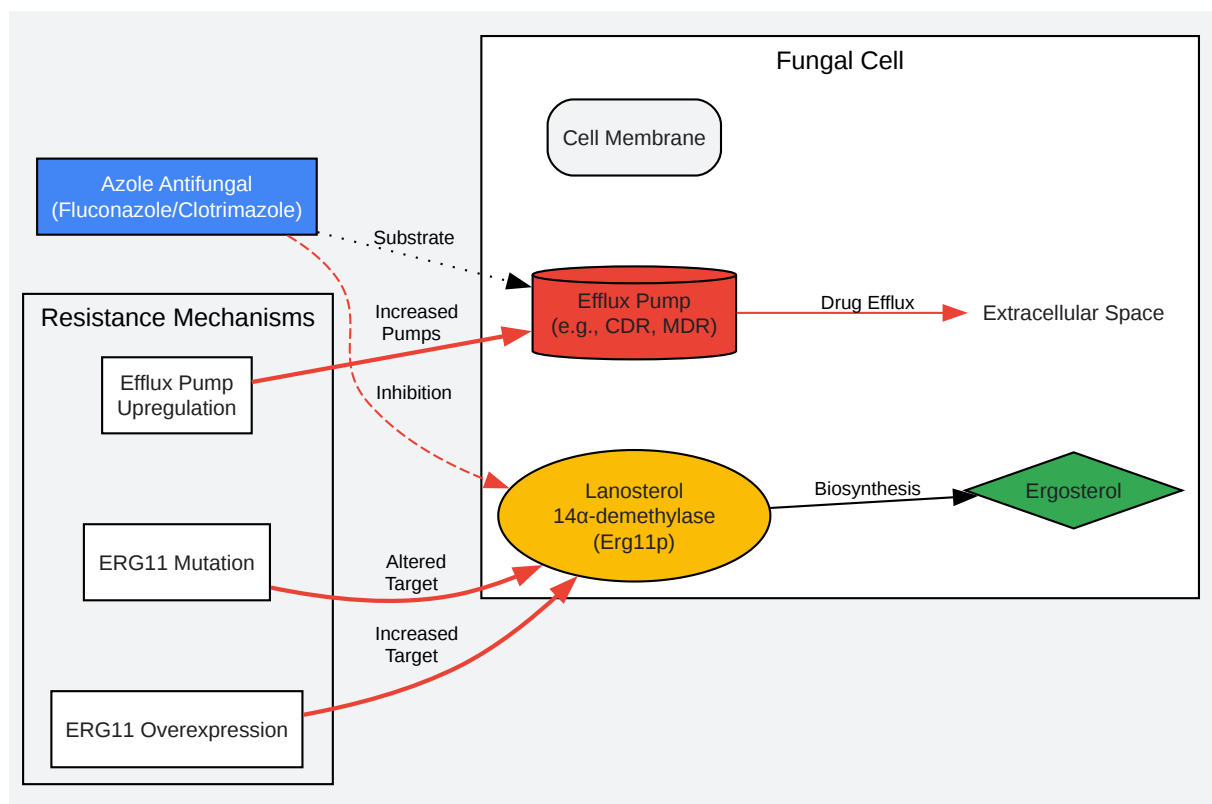 Fungal Cell
Cell Membrane
Azole Antifungal
(Fluconazole/Clotrimazole)
Substrate
Efflux Pump
(e.g., CDR, MDR)
Drug Efflux
Extracellular Space
Resistance Mechanisms
Increased
Pumps
Efflux Pump
Upregulation
Inhibition
Lanosterol
14α-demethylase
(Erg11p)
Biosynthesis
Ergosterol
ERG11 Mutation
Altered
Target
Increased
Target
ERG11 Overexpression